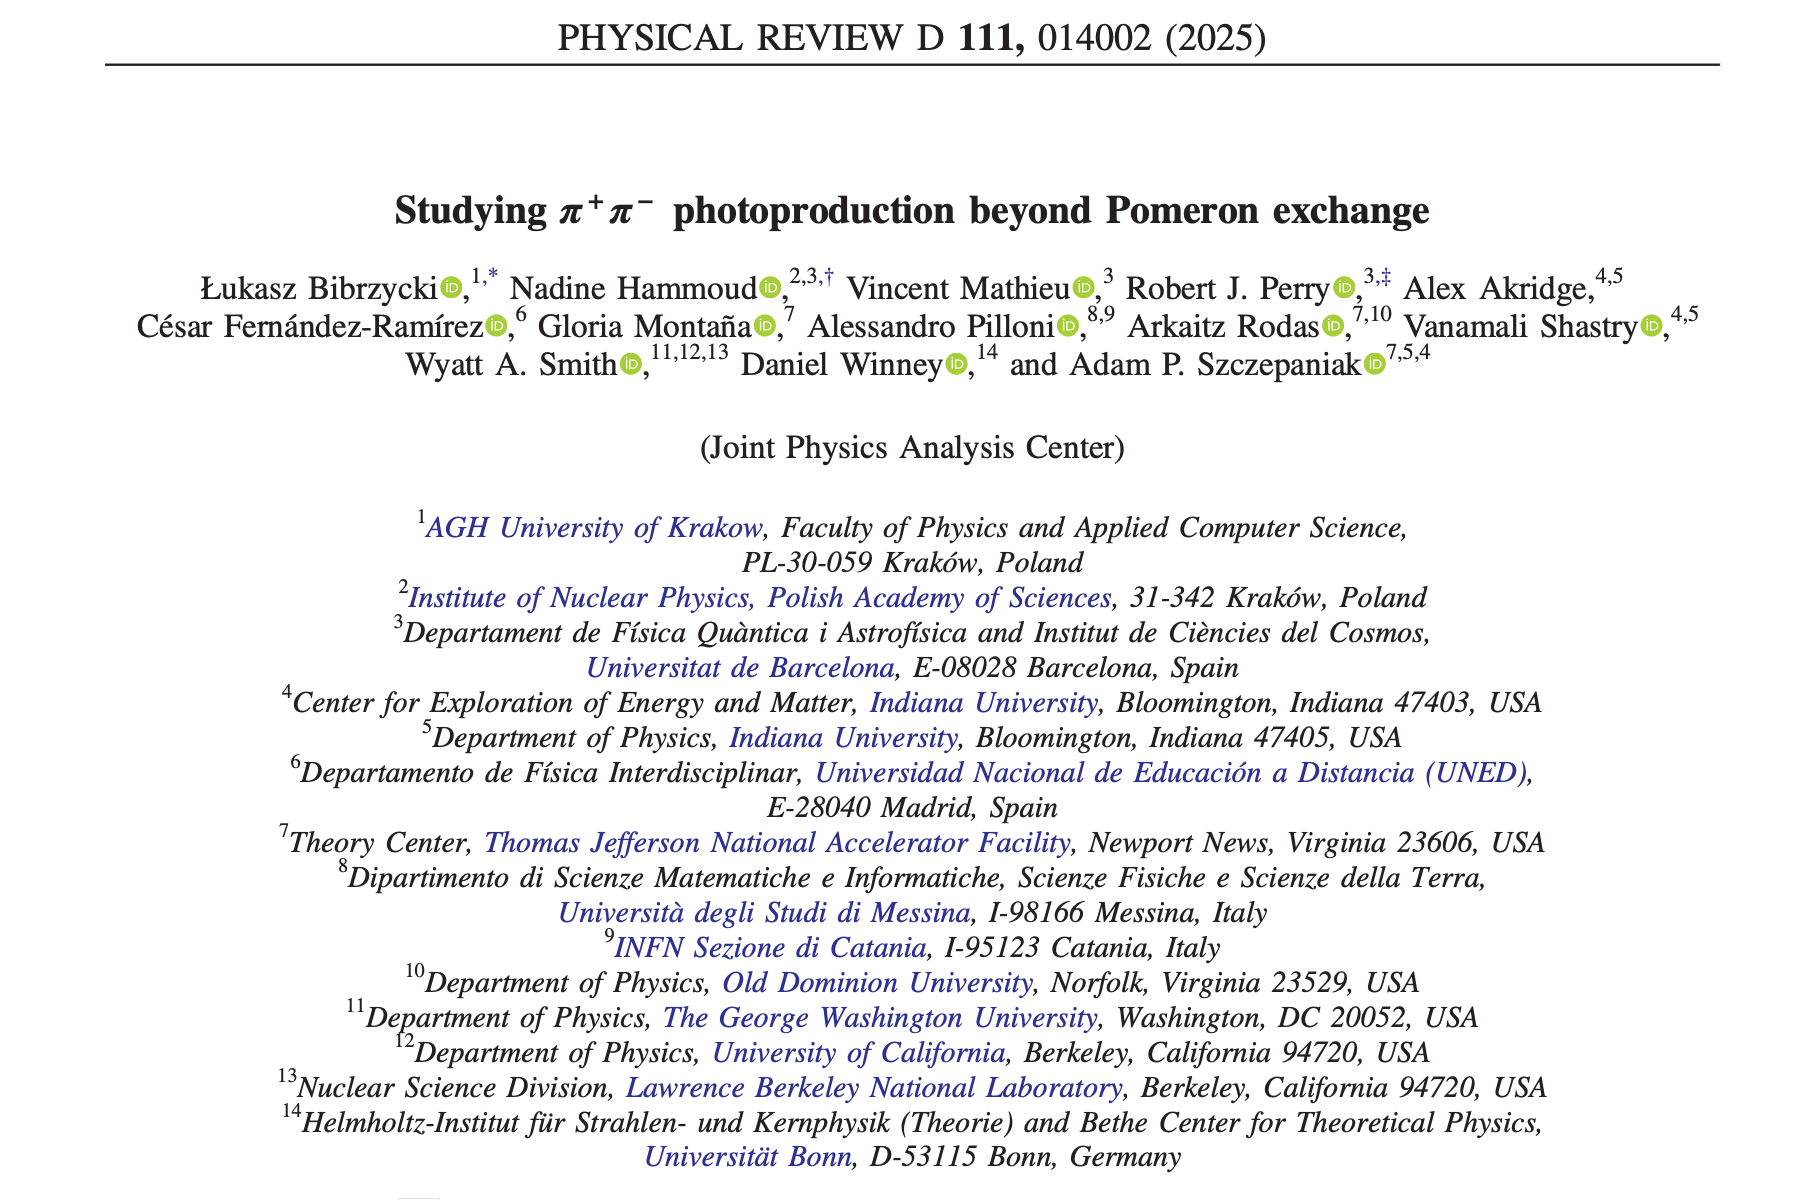 PHYSICAL REVIEW D 111, 014002 (2025)
Studying π⁺π⁻ photoproduction beyond Pomeron exchange
Łukasz Bibrzycki,¹,* Nadine Hammoud,²,³,† Vincent Mathieu,³ Robert J. Perry,³,‡ Alex Akridge,⁴,⁵
César Fernández-Ramírez,⁶ Gloria Montaña,⁷ Alessandro Pilloni,⁸,⁹ Arkaitz Rodas,⁷,¹⁰ Vanamali Shastry,⁴,⁵
Wyatt A. Smith,¹¹,¹²,¹³ Daniel Winney,¹⁴ and Adam P. Szczepaniak⁷,⁵,⁴
(Joint Physics Analysis Center)
¹AGH University of Krakow, Faculty of Physics and Applied Computer Science,
PL-30-059 Kraków, Poland
²Institute of Nuclear Physics, Polish Academy of Sciences, 31-342 Kraków, Poland
³Departament de Física Quàntica i Astrofísica and Institut de Ciències del Cosmos,
Universitat de Barcelona, E-08028 Barcelona, Spain
⁴Center for Exploration of Energy and Matter, Indiana University, Bloomington, Indiana 47403, USA
⁵Department of Physics, Indiana University, Bloomington, Indiana 47405, USA
⁶Departamento de Física Interdisciplinar, Universidad Nacional de Educación a Distancia (UNED),
E-28040 Madrid, Spain
⁷Theory Center, Thomas Jefferson National Accelerator Facility, Newport News, Virginia 23606, USA
⁸Dipartimento di Scienze Matematiche e Informatiche, Scienze Fisiche e Scienze della Terra,
Università degli Studi di Messina, I-98166 Messina, Italy
⁹INFN Sezione di Catania, I-95123 Catania, Italy
¹⁰Department of Physics, Old Dominion University, Norfolk, Virginia 23529, USA
¹¹Department of Physics, The George Washington University, Washington, DC 20052, USA
¹²Department of Physics, University of California, Berkeley, California 94720, USA
¹³Nuclear Science Division, Lawrence Berkeley National Laboratory, Berkeley, California 94720, USA
¹⁴Helmholtz-Institut für Strahlen- und Kernphysik (Theorie) and Bethe Center for Theoretical Physics,
Universität Bonn, D-53115 Bonn, Germany